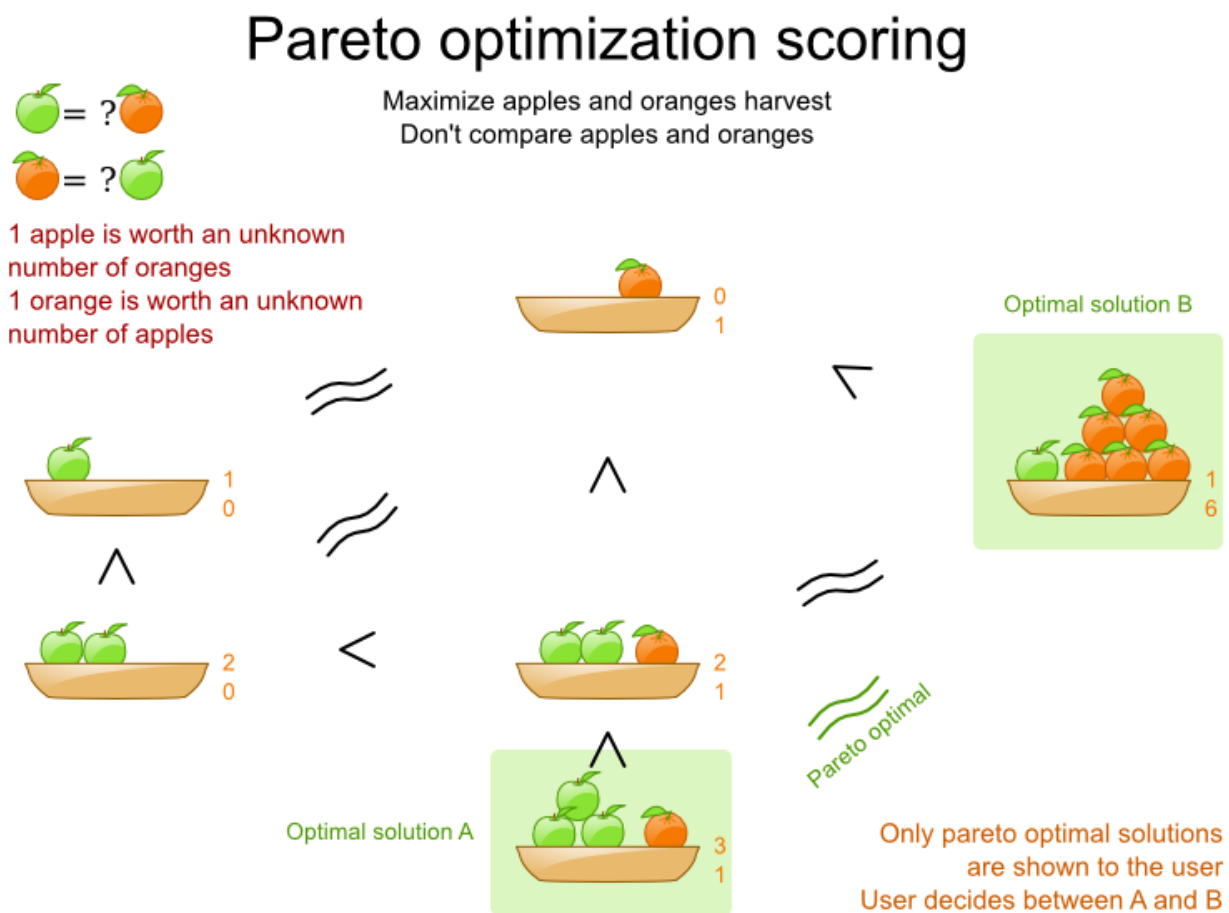 Pareto optimization scoring
Maximize apples and oranges harvest
Don't compare apples and oranges
= ?
= ?
1 apple is worth an unknown
number of oranges
1 orange is worth an unknown
number of apples
0
1
Optimal solution B
1
6
1
0
2
0
2
1
Pareto optimal
Optimal solution A
3
1
Only pareto optimal solutions
are shown to the user
User decides between A and B